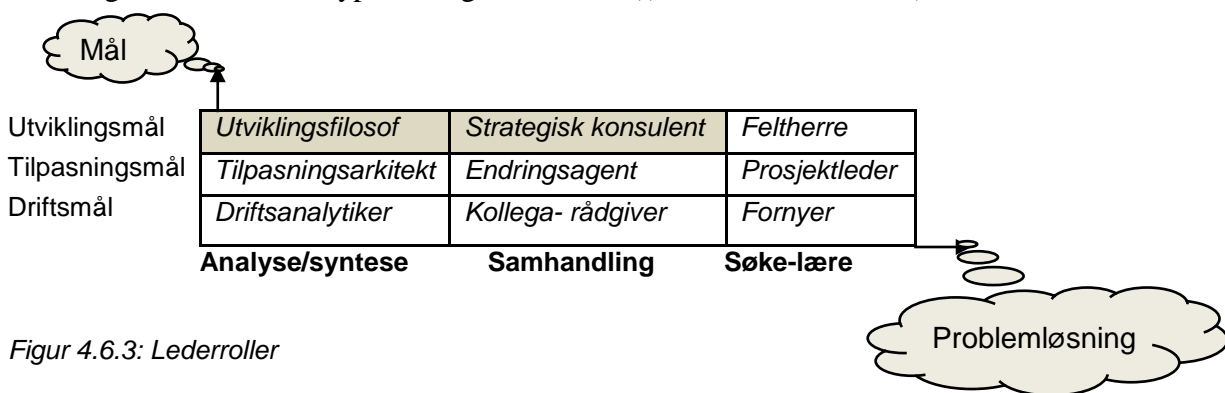 Mål
Utviklingsmål Utviklingsfilosof Strategisk konsulent Feltherre
Tilpasningsmål Tilpasningsarkitekt Endringsagent Prosjektleder
Driftsmål Driftsanalytiker Kollega- rådgiver Fornyer
Analyse/syntese Samhandling Søke-lære
Problemløsning
Figur 4.6.3: Lederroller